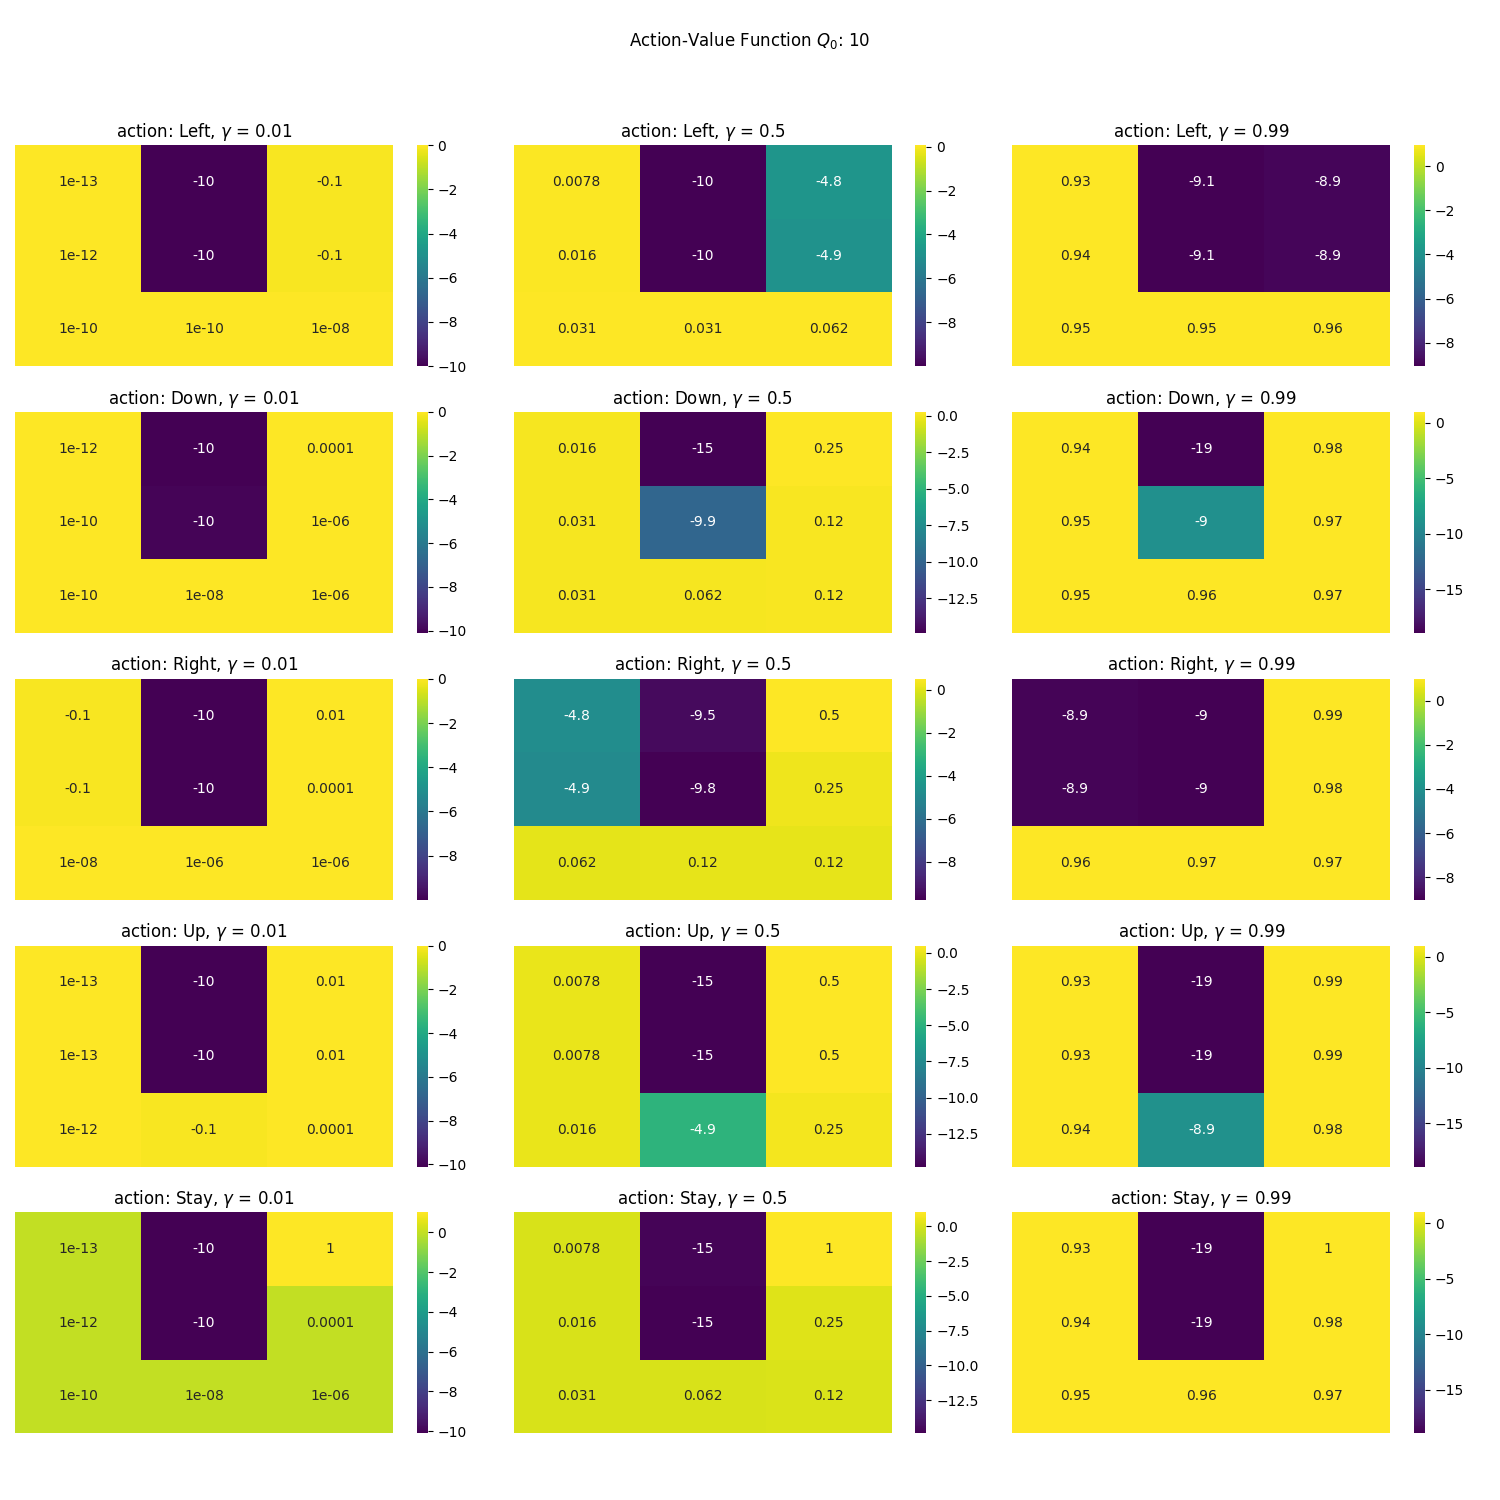 Action-Value Function Q₀: 10
action: Left, γ = 0.01 action: Left, γ = 0.5 action: Left, γ = 0.99
1e-13 -10 -0.1 0 0.0078 -10 -4.8 0 0.93 -9.1 -8.9 0
−2 −2 −2
1e-12 -10 -0.1 −4 0.016 -10 -4.9 −4 0.94 -9.1 -8.9 −4
−6 −6 −6
1e-10 1e-10 1e-08 −8 0.031 0.031 0.062 −8 0.95 0.95 0.96 −8
−10
action: Down, γ = 0.01 action: Down, γ = 0.5 action: Down, γ = 0.99
1e-12 -10 0.0001 0 0.016 -15 0.25 0.0 0.94 -19 0.98 0
−2 −2.5 −5
1e-10 -10 1e-06 −4 0.031 -9.9 0.12 −5.0 0.95 -9 0.97 −10
−6 −7.5 −15
1e-10 1e-08 1e-06 −8 0.031 0.062 0.12 −10.0 0.95 0.96 0.97
−10 −12.5
action: Right, γ = 0.01 action: Right, γ = 0.5 action: Right, γ = 0.99
-0.1 -10 0.01 0 -4.8 -9.5 0.5 0 -8.9 -9 0.99 0
−2 −2 −2
-0.1 -10 0.0001 −4 -4.9 -9.8 0.25 −4 -8.9 -9 0.98 −4
−6 −6 −6
1e-08 1e-06 1e-06 −8 0.062 0.12 0.12 −8 0.96 0.97 0.97 −8
action: Up, γ = 0.01 action: Up, γ = 0.5 action: Up, γ = 0.99
1e-13 -10 0.01 0 0.0078 -15 0.5 0.0 0.93 -19 0.99 0
−2 −2.5 −5
1e-13 -10 0.01 −4 0.0078 -15 0.5 −5.0 0.93 -19 0.99 −10
−6 −7.5 −15
1e-12 -0.1 0.0001 −8 0.016 -4.9 0.25 −10.0 0.94 -8.9 0.98
−10 −12.5
action: Stay, γ = 0.01 action: Stay, γ = 0.5 action: Stay, γ = 0.99
1e-13 -10 1 0 0.0078 -15 1 0.0 0.93 -19 1 0
−2 −2.5 −5
1e-12 -10 0.0001 −4 0.016 -15 0.25 −5.0 0.94 -19 0.98 −10
−6 −7.5 −15
1e-10 1e-08 1e-06 −8 0.031 0.062 0.12 −10.0 0.95 0.96 0.97
−10 −12.5